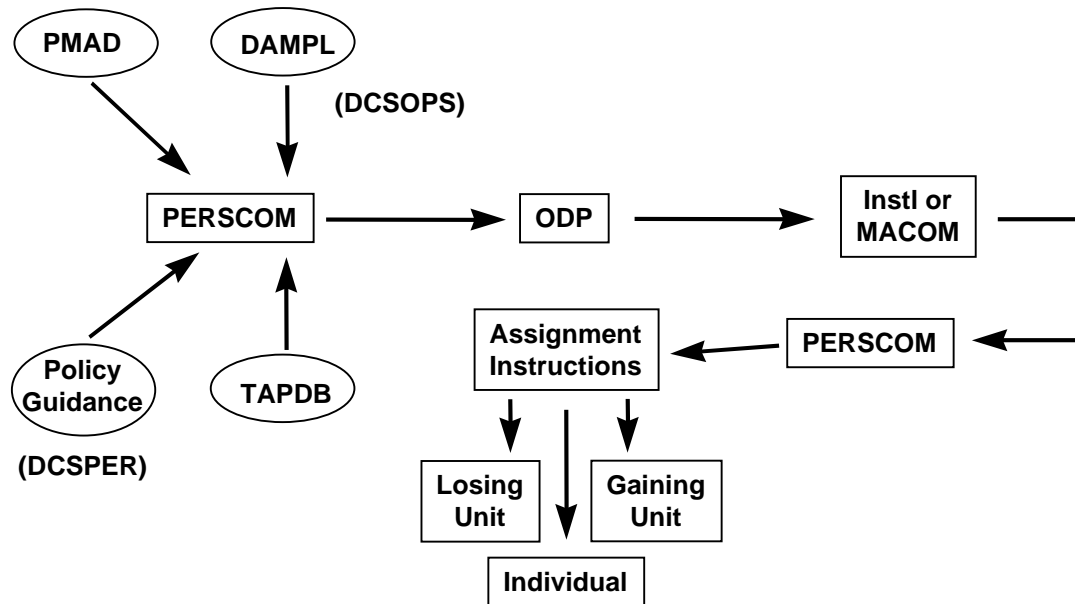 PMAD
DAMPL
(DCSOPS)
PERSCOM
ODP
Instl or
MACOM
Assignment
Instructions
PERSCOM
Policy
Guidance
TAPDB
(DCSPER)
Losing
Unit
Gaining
Unit
Individual